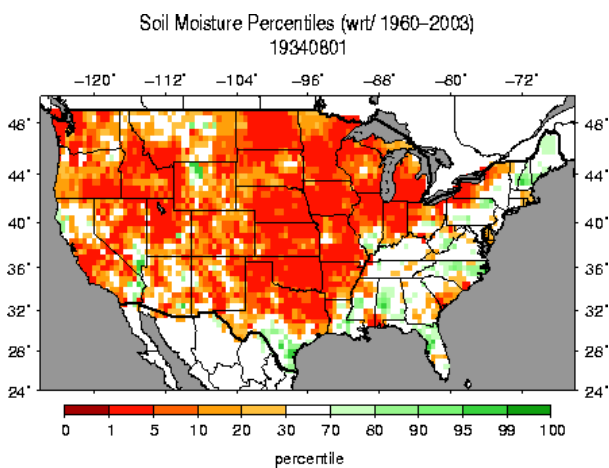 Soil Moisture Percentiles (wrt/ 1960–2003)
19340801
−120° −112° −104° −96° −88° −80° −72°
48° 48°
44° 44°
40° 40°
36° 36°
32° 32°
28° 28°
24° 24°
0 1 5 10 20 30 70 80 90 95 99 100
percentile